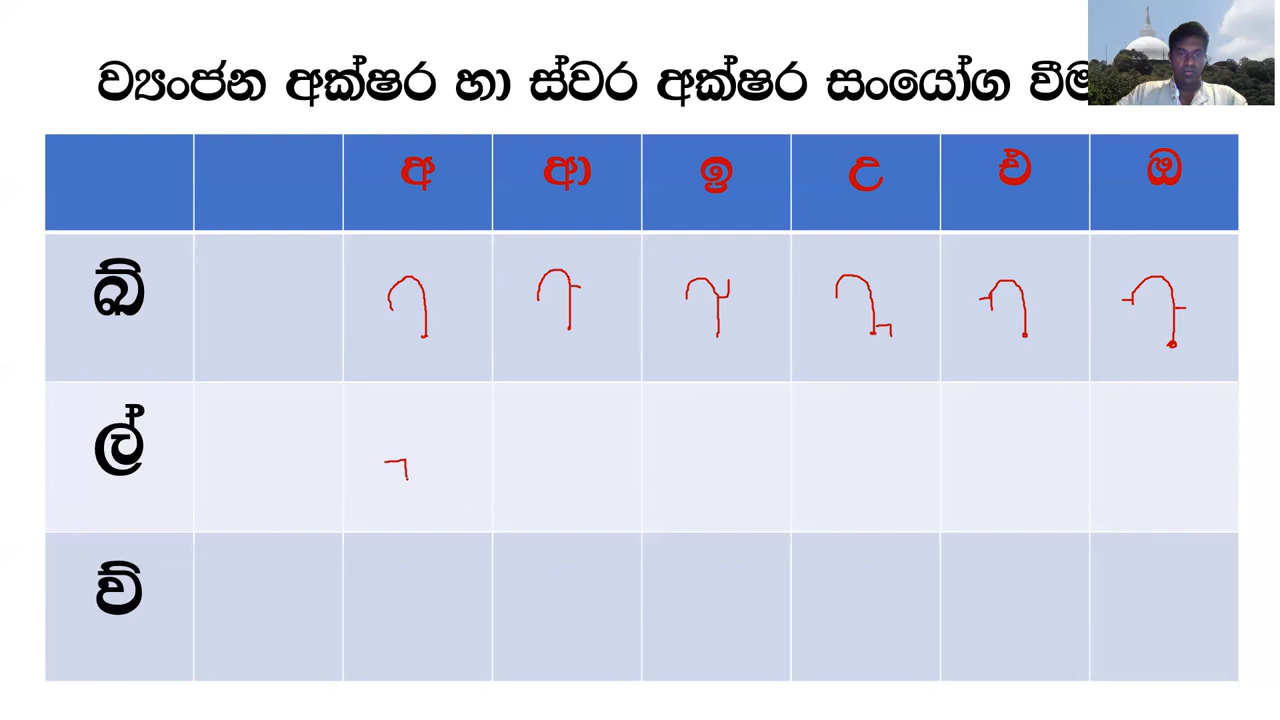 ව්‍යංජන අක්ෂර හා ස්වර අක්ෂර සංයෝග
අ ආ ඉ උ එ ඔ
ඛ් 𑀔 𑀔𑀸 𑀔𑀺 𑀔𑀼 𑀔𑁂 𑀔𑁄
ල්
ව්